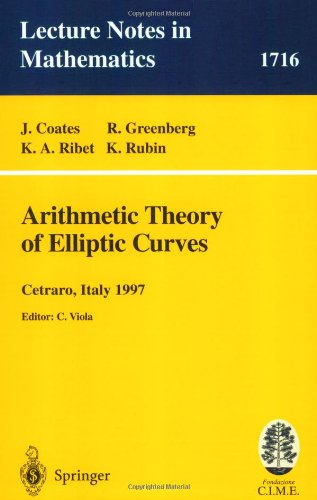 Lecture Notes in
Mathematics 1716
J. Coates R. Greenberg
K. A. Ribet K. Rubin
Arithmetic Theory
of Elliptic Curves
Cetraro, Italy 1997
Editor: C. Viola
Springer
Fondazione
C.I.M.E.